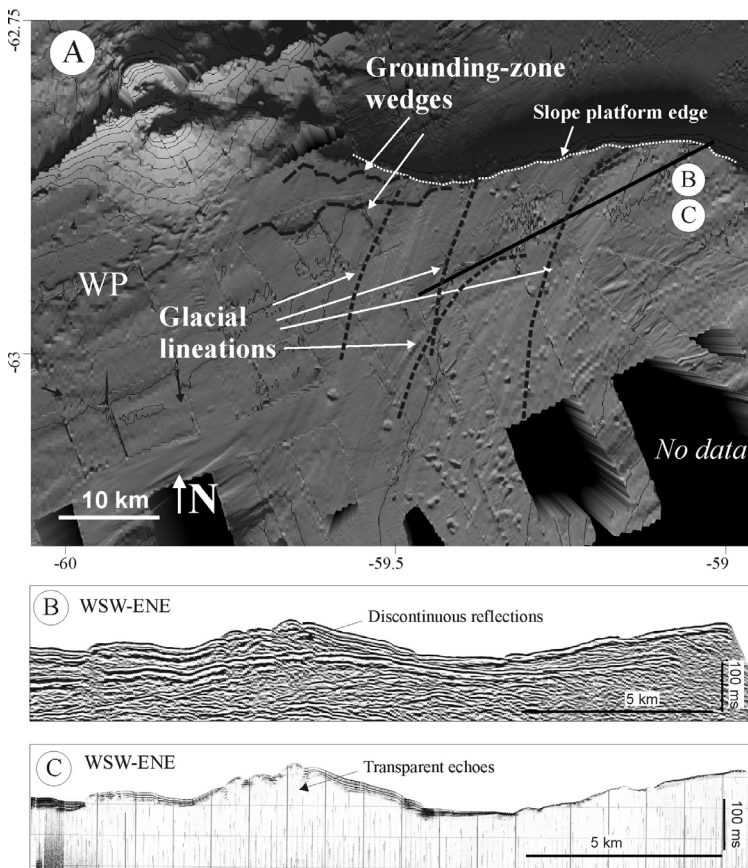 -62.75
A
Grounding-zone
wedges
Slope platform edge
B
C
WP
Glacial
lineations
-63
No data
10 km
N
-60
-59.5
-59
B
WSW-ENE
Discontinuous reflections
5 km
100 ms
C
WSW-ENE
Transparent echoes
5 km
100 ms